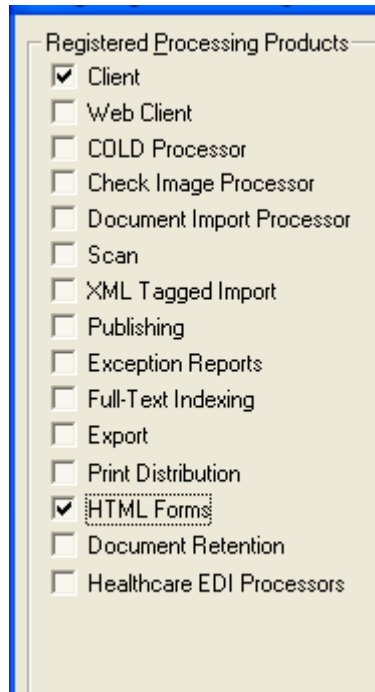 Registered Processing Products
Client
Web Client
COLD Processor
Check Image Processor
Document Import Processor
Scan
XML Tagged Import
Publishing
Exception Reports
Full-Text Indexing
Export
Print Distribution
HTML Forms
Document Retention
Healthcare EDI Processors